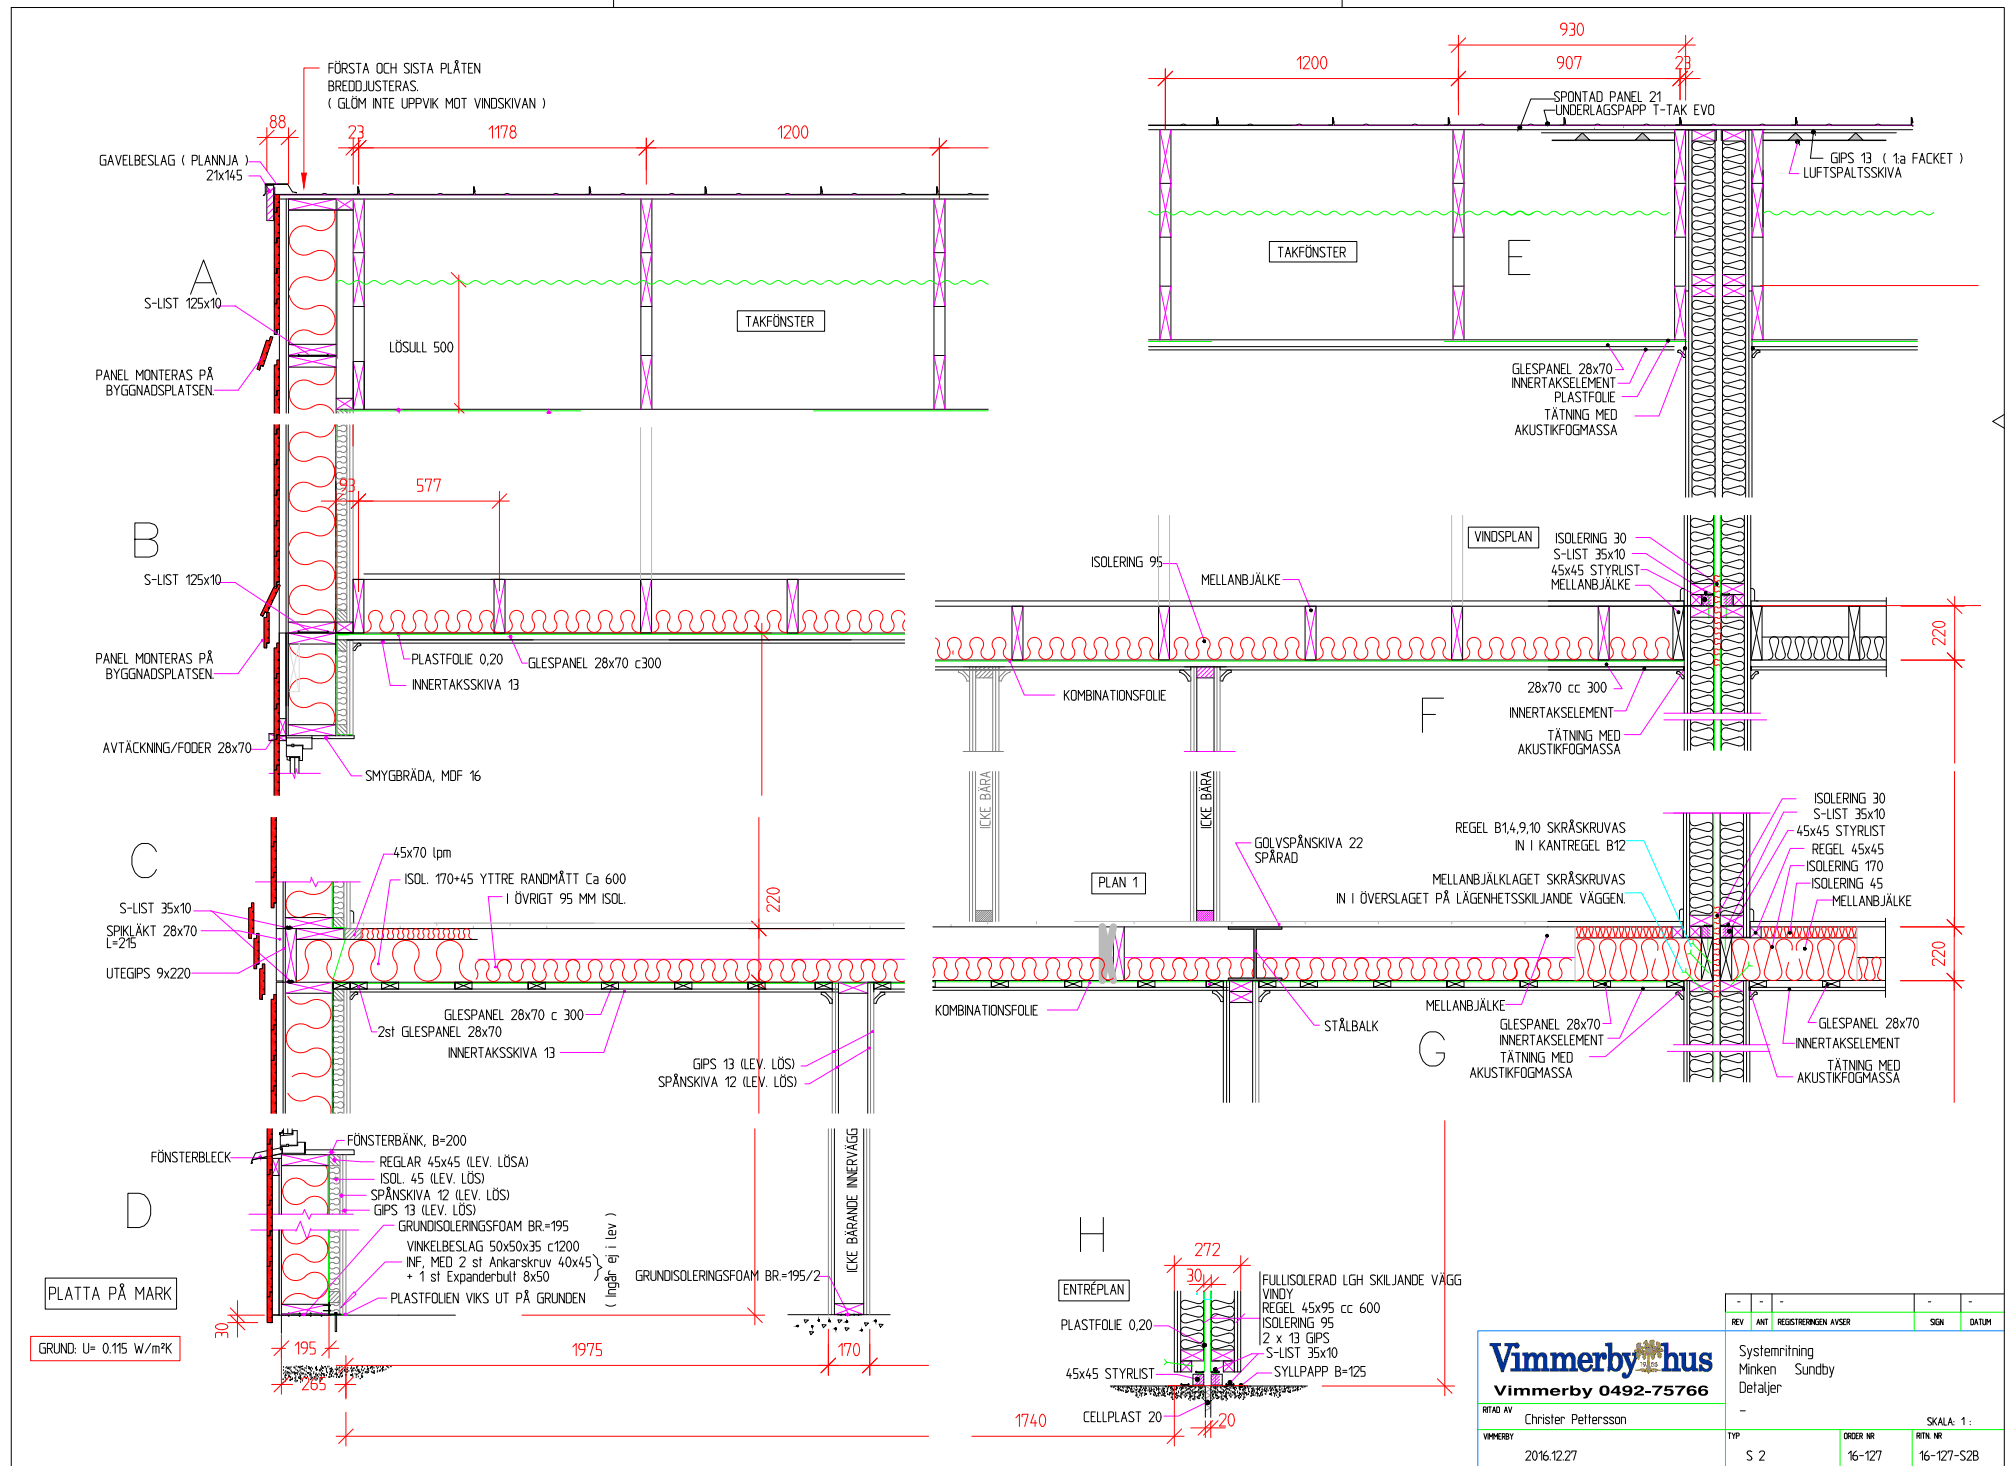 FÖRSTA OCH SISTA PLÅTEN
BREDDJUSTERAS.
( GLÖM INTE UPPVIK MOT VINDSKIVAN )
88
23
1178
1200
GAVELBESLAG ( PLANNJA )
21x145
A
S-LIST 125x10
LÖSULL 500
TAKFÖNSTER
PANEL MONTERAS PÅ
BYGGNADSPLATSEN.
930
1200
907
23
SPONTAD PANEL 21
UNDERLAGSPAPP T-TAK EVO
GIPS 13 ( 1:a FACKET )
LUFTSPALTSSKIVA
TAKFÖNSTER
E
GLESPANEL 28x70
INNERTAKSELEMENT
PLASTFOLIE
TÄTNING MED
AKUSTIKFOGMASSA
93
577
B
S-LIST 125x10
PANEL MONTERAS PÅ
BYGGNADSPLATSEN.
PLASTFOLIE 0,20
GLESPANEL 28x70 c300
INNERTAKSSKIVA 13
AVTÄCKNING/FODER 28x70
SMYGBRÄDA, MDF 16
VINDSPLAN
ISOLERING 30
S-LIST 35x10
45x45 STYRLIST
MELLANBJÄLKE
ISOLERING 95
MELLANBJÄLKE
220
KOMBINATIONSFOLIE
28x70 cc 300
F
INNERTAKSELEMENT
TÄTNING MED
AKUSTIKFOGMASSA
C
45x70 lpm
ISOL. 170+45 YTTRE RANDMÅTT Ca 600
I ÖVRIGT 95 MM ISOL.
220
S-LIST 35x10
SPIKLÄKT 28x70
L=215
UTEGIPS 9x220
GLESPANEL 28x70 c 300
2st GLESPANEL 28x70
INNERTAKSSKIVA 13
GIPS 13 (LEV. LÖS)
SPÅNSKIVA 12 (LEV. LÖS)
ICKE BÄRA
ICKE BÄRA
GOLVSPÅNSKIVA 22
SPÅRAD
PLAN 1
REGEL B1,4,9,10 SKRÅSKRUVAS
IN I KANTREGEL B12
MELLANBJÄLKLAGET SKRÅSKRUVAS
IN I ÖVERSLAGET PÅ LÄGENHETSSKILJANDE VÄGGEN.
ISOLERING 30
S-LIST 35x10
45x45 STYRLIST
REGEL 45x45
ISOLERING 170
ISOLERING 45
MELLANBJÄLKE
220
KOMBINATIONSFOLIE
STÅLBALK
MELLANBJÄLKE
GLESPANEL 28x70
INNERTAKSELEMENT
TÄTNING MED
AKUSTIKFOGMASSA
G
GLESPANEL 28x70
INNERTAKSELEMENT
TÄTNING MED
AKUSTIKFOGMASSA
FÖNSTERBÄNK, B=200
FÖNSTERBLECK
REGLAR 45x45 (LEV. LÖSA)
ISOL. 45 (LEV. LÖS)
SPÅNSKIVA 12 (LEV. LÖS)
GIPS 13 (LEV. LÖS)
D
GRUNDISOLERINGSFOAM BR.=195
VINKELBESLAG 50x50x35 c1200
INF, MED 2 st Ankarskruv 40x45
+ 1 st Expanderbult 8x50
( Ingår ej i lev )
PLASTFOLIEN VIKS UT PÅ GRUNDEN
GRUNDISOLERINGSFOAM BR.=195/2
ICKE BÄRANDE INNERVÄGG
PLATTA PÅ MARK
GRUND: U= 0.115 W/m²K
30
195
265
1975
170
1740
H
272
30
ENTRÉPLAN
PLASTFOLIE 0,20
45x45 STYRLIST
CELLPLAST 20
20
FULLISOLERAD LGH SKILJANDE VÄGG
VINDY
REGEL 45x95 cc 600
ISOLERING 95
2 x 13 GIPS
S-LIST 35x10
SYLLPAPP B=125
- - - - -
REV ANT REGISTRERINGEN AVSER SIGN DATUM
Vimmerby hus
Vimmerby 0492-75766
Systemritning
Minken Sundby
Detaljer
-
SKALA: 1 :
RITAD AV
Christer Pettersson
VIMMERBY
2016.12.27
TYP
S 2
ORDER NR
16-127
RITN. NR
16-127-S2B